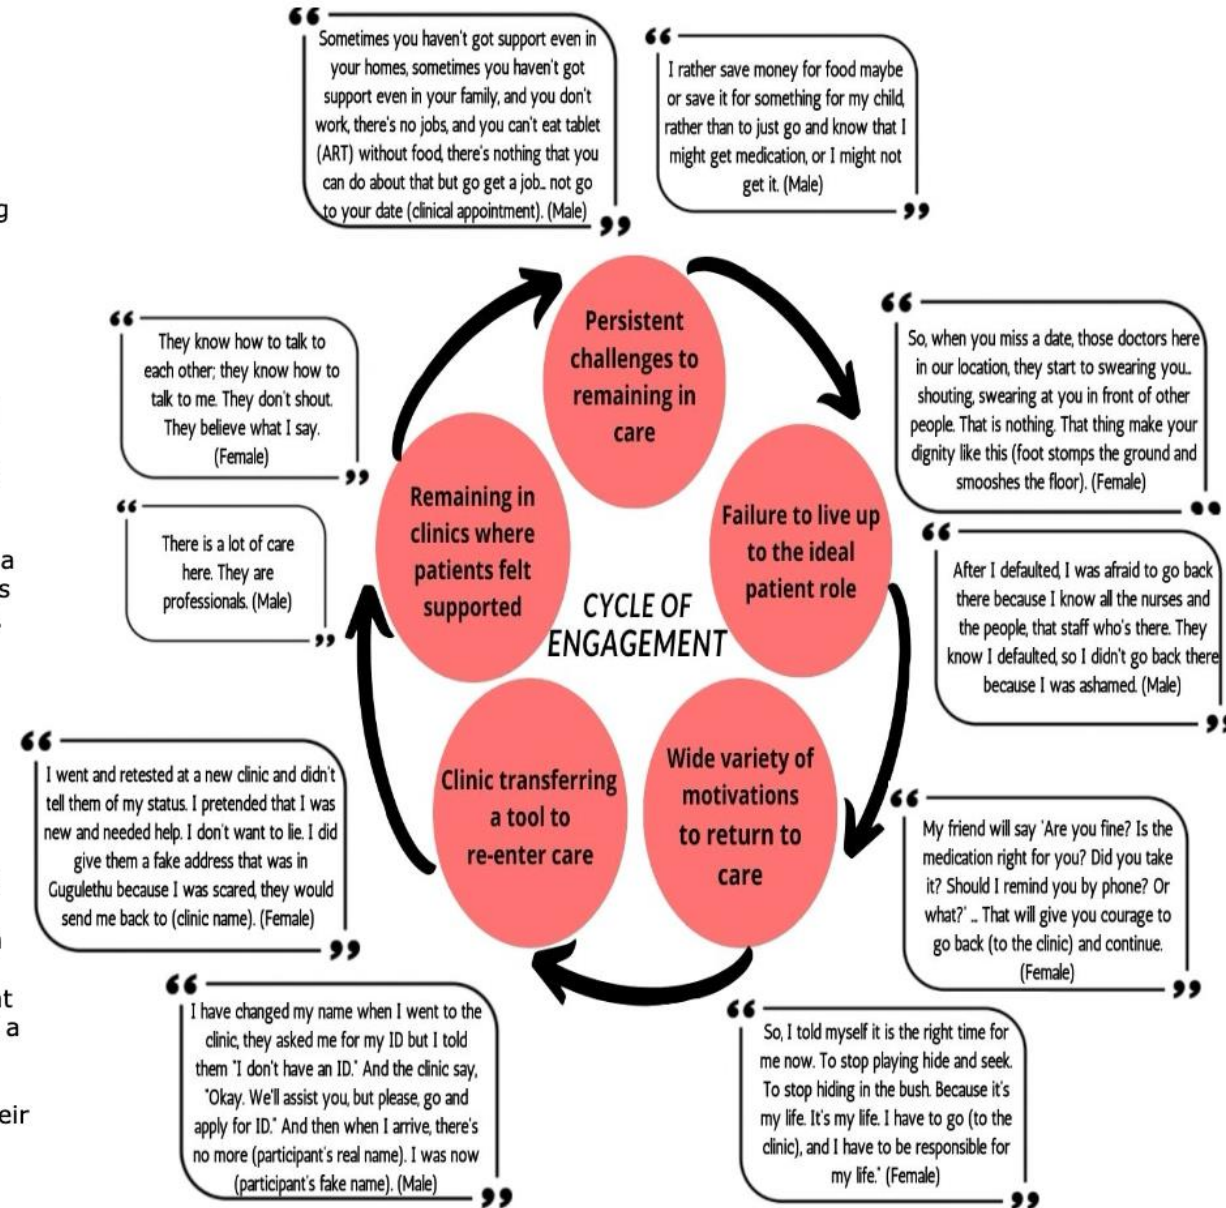 g
a
s
nt
a
eir
“
Sometimes you haven't got support even in
your homes, sometimes you haven't got
support even in your family, and you don't
work, there's no jobs, and you can't eat tablet
(ART) without food, there's nothing that you
can do about that but go get a job... not go
to your date (clinical appointment). (Male)
”
“
I rather save money for food maybe
or save it for something for my child,
rather than to just go and know that I
might get medication, or I might not
get it. (Male)
”
Persistent
challenges to
remaining in
care
“
So, when you miss a date, those doctors here
in our location, they start to swearing you...
shouting, swearing at you in front of other
people. That is nothing. That thing make your
dignity like this (foot stomps the ground and
smooshes the floor). (Female)
”
“
After I defaulted, I was afraid to go back
there because I know all the nurses and
the people, that staff who's there. They
know I defaulted, so I didn't go back there
because I was ashamed. (Male)
”
Failure to live up
to the ideal
patient role
Wide variety of
motivations
to return to
care
“
My friend will say 'Are you fine? Is the
medication right for you? Did you take
it? Should I remind you by phone? Or
what?' ... That will give you courage to
go back (to the clinic) and continue.
(Female)
”
“
So, I told myself it is the right time for
me now. To stop playing hide and seek.
To stop hiding in the bush. Because it's
my life. It's my life. I have to go (to the
clinic), and I have to be responsible for
my life." (Female)
”
Clinic transferring
a tool to
re-enter care
“
I have changed my name when I went to the
clinic, they asked me for my ID but I told
them "I don't have an ID." And the clinic say,
"Okay. We'll assist you, but please, go and
apply for ID." And then when I arrive, there's
no more (participant's real name). I was now
(participant's fake name). (Male)
”
“
I went and retested at a new clinic and didn't
tell them of my status. I pretended that I was
new and needed help. I don't want to lie. I did
give them a fake address that was in
Gugulethu because I was scared, they would
send me back to (clinic name). (Female)
”
Remaining in
clinics where
patients felt
supported
“
There is a lot of care
here. They are
professionals. (Male)
”
“
They know how to talk to
each other; they know how to
talk to me. They don't shout.
They believe what I say.
(Female)
”
CYCLE OF
ENGAGEMENT